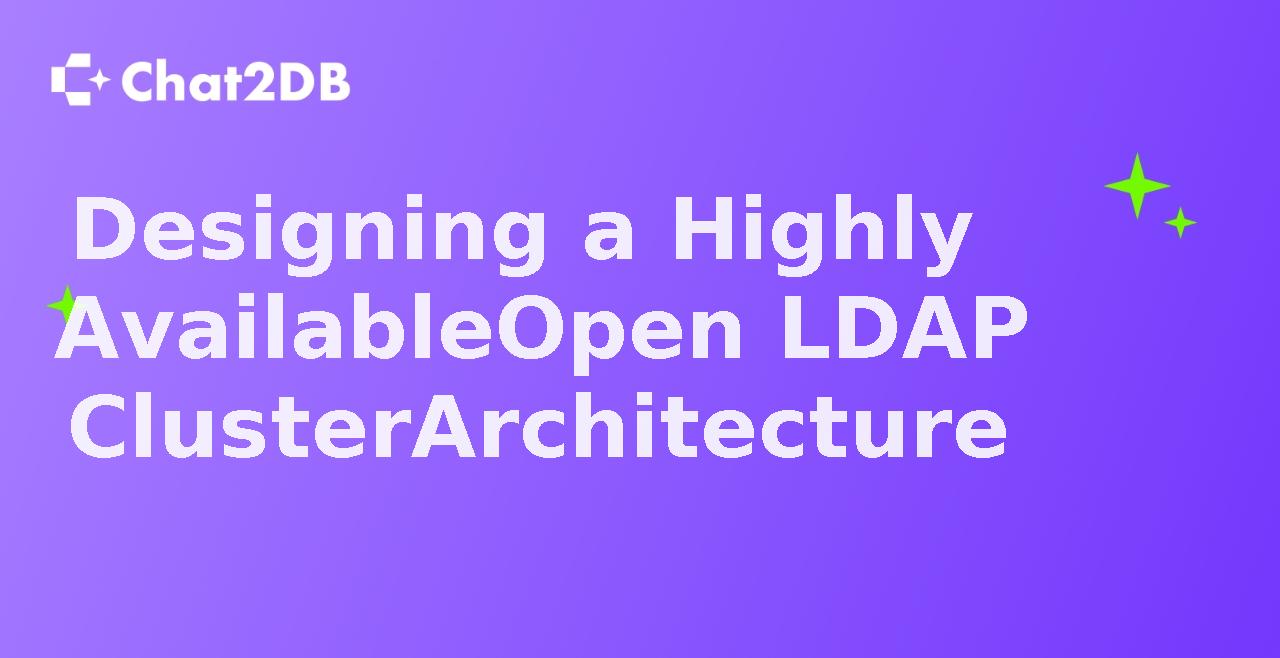 Chat2DB
Designing a Highly
AvailableOpen LDAP
ClusterArchitecture